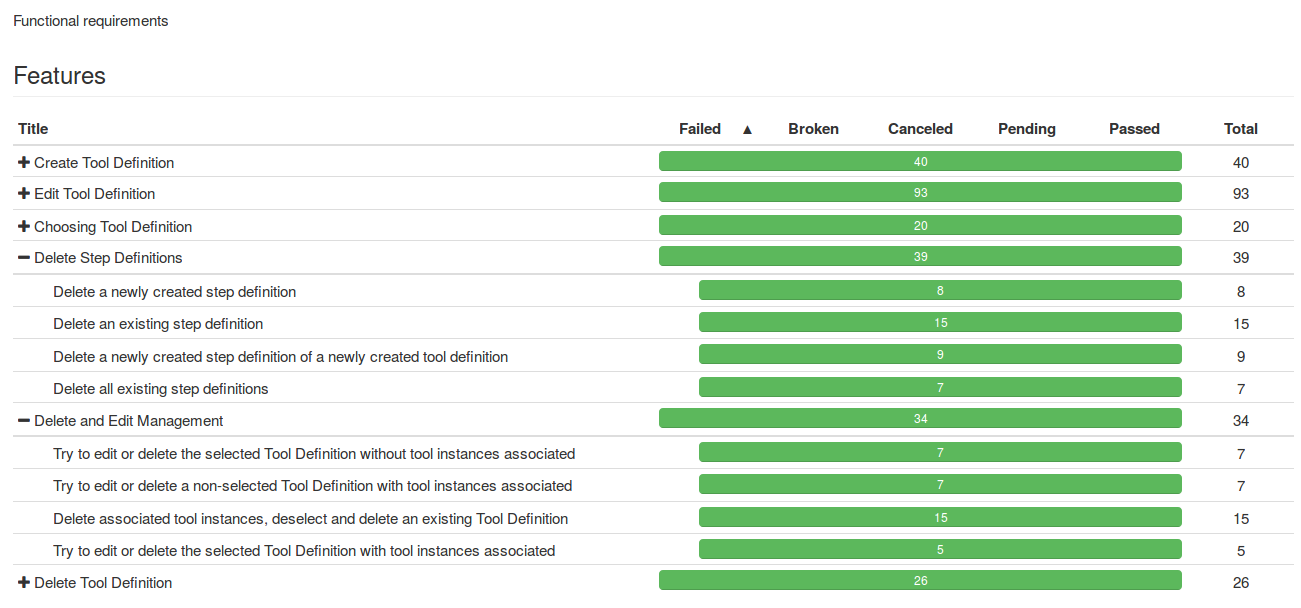 Functional requirements
Features
Title Failed ▲ Broken Canceled Pending Passed Total
Create Tool Definition 40 40
Edit Tool Definition 93 93
Choosing Tool Definition 20 20
Delete Step Definitions 39 39
Delete a newly created step definition 8 8
Delete an existing step definition 15 15
Delete a newly created step definition of a newly created tool definition 9 9
Delete all existing step definitions 7 7
Delete and Edit Management 34 34
Try to edit or delete the selected Tool Definition without tool instances associated 7 7
Try to edit or delete a non-selected Tool Definition with tool instances associated 7 7
Delete associated tool instances, deselect and delete an existing Tool Definition 15 15
Try to edit or delete the selected Tool Definition with tool instances associated 5 5
Delete Tool Definition 26 26